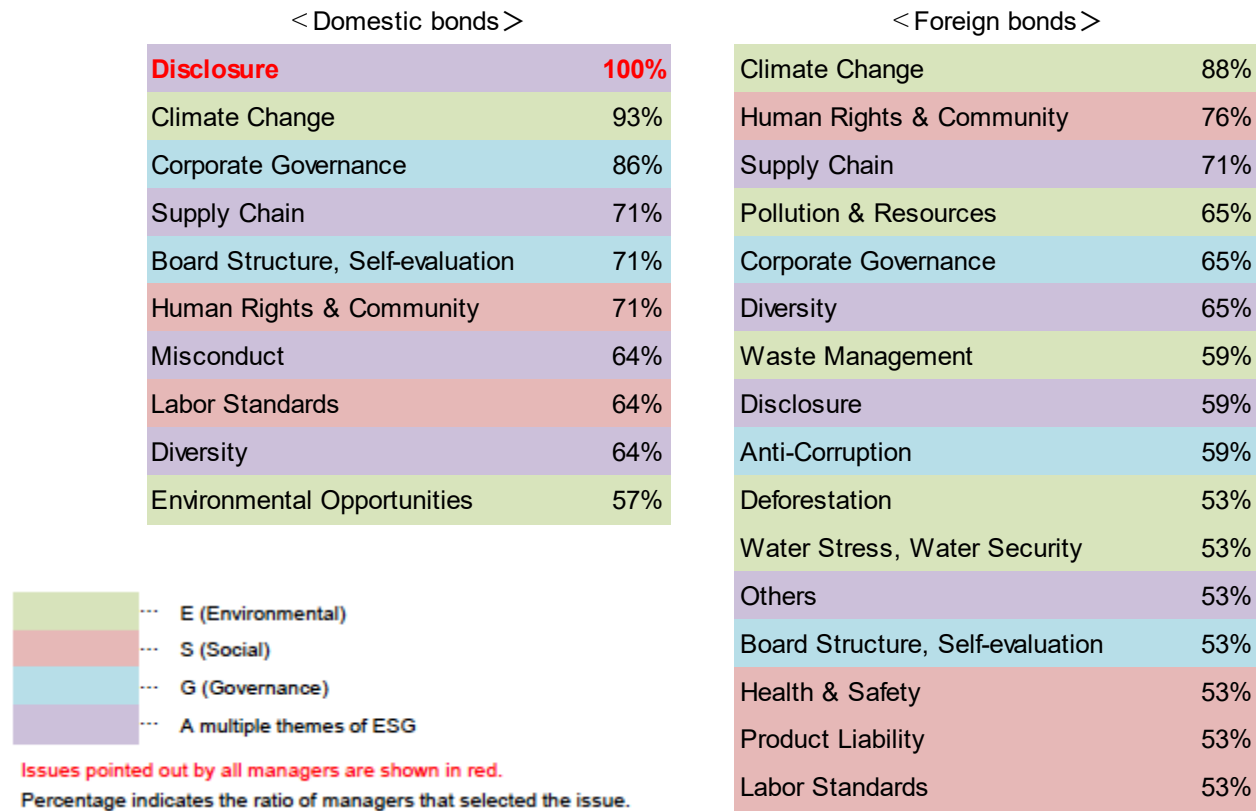 ＜Domestic bonds＞
Disclosure 100%
Climate Change 93%
Corporate Governance 86%
Supply Chain 71%
Board Structure, Self-evaluation 71%
Human Rights & Community 71%
Misconduct 64%
Labor Standards 64%
Diversity 64%
Environmental Opportunities 57%
＜Foreign bonds＞
Climate Change 88%
Human Rights & Community 76%
Supply Chain 71%
Pollution & Resources 65%
Corporate Governance 65%
Diversity 65%
Waste Management 59%
Disclosure 59%
Anti-Corruption 59%
Deforestation 53%
Water Stress, Water Security 53%
Others 53%
Board Structure, Self-evaluation 53%
Health & Safety 53%
Product Liability 53%
Labor Standards 53%
··· E (Environmental)
··· S (Social)
··· G (Governance)
··· A multiple themes of ESG
Issues pointed out by all managers are shown in red.
Percentage indicates the ratio of managers that selected the issue.